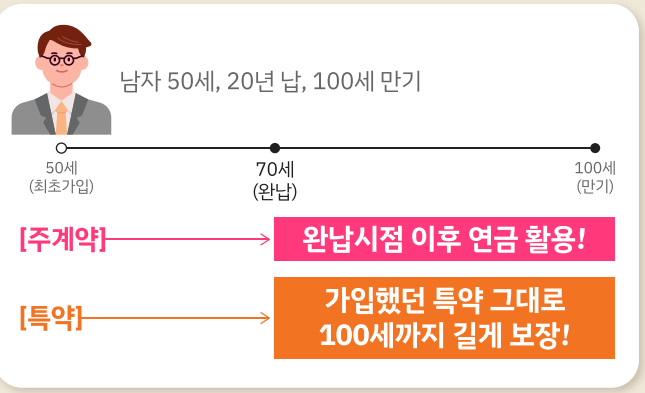 남자 50세, 20년 납, 100세 만기
50세
(최초가입)
70세
(완납)
100세
(만기)
[주계약]
완납시점 이후 연금 활용!
[특약]
가입했던 특약 그대로
100세까지 길게 보장!